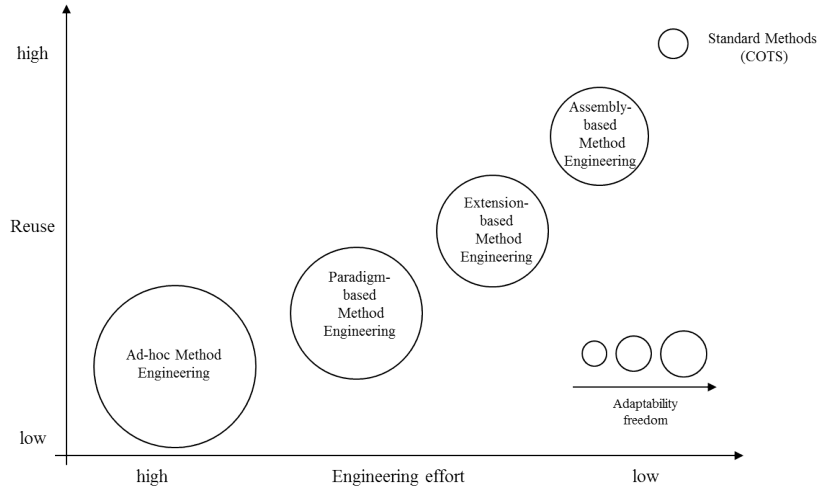 high
Standard Methods
(COTS)
Assembly-
based
Method
Engineering
Reuse
Extension-
based
Method
Engineering
Paradigm-
based
Method
Engineering
Ad-hoc Method
Engineering
Adaptability
freedom
low
high
Engineering effort
low